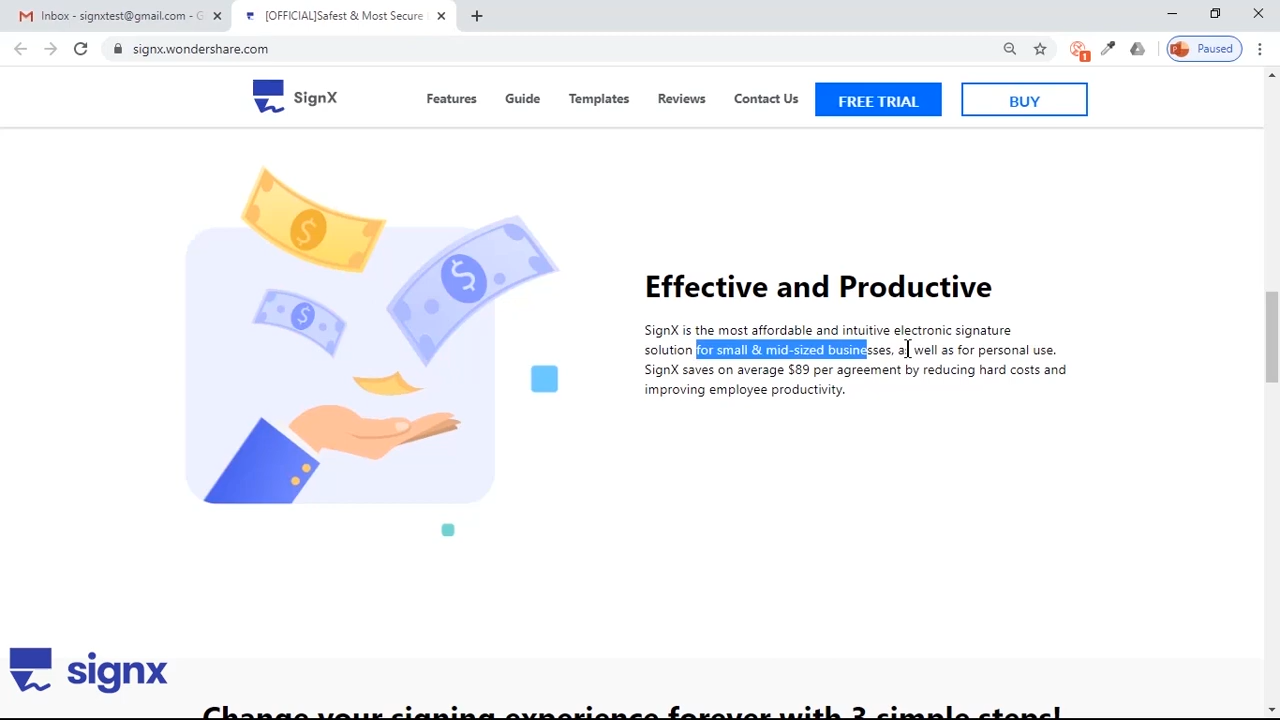 Inbox - signxtest@gmail.com - G
[OFFICIAL]Safest & Most Secure
signx.wondershare.com
1
P
Paused
SignX
Features
Guide
Templates
Reviews
Contact Us
FREE TRIAL
BUY
$
$
$
Effective and Productive
SignX is the most affordable and intuitive electronic signature
solution for small & mid-sized businesses, as well as for personal use.
SignX saves on average $89 per agreement by reducing hard costs and
improving employee productivity.
signx
Change your signing experience forever with 3 simple steps!